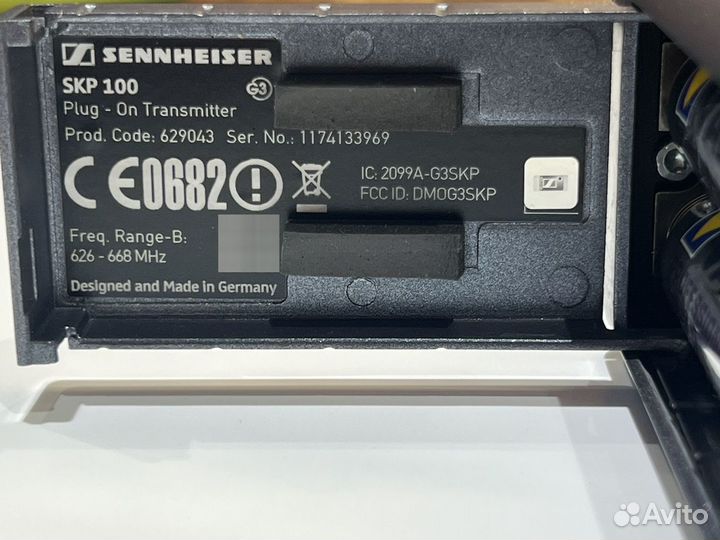 SENNHEISER
SKP 100 G3
Plug - On Transmitter
Prod. Code: 629043 Ser. No.: 1174133969
CE0682 IC: 2099A-G3SKP
FCC ID: DMOG3SKP
Freq. Range-B:
626 - 668 MHz
Designed and Made in Germany
Avito